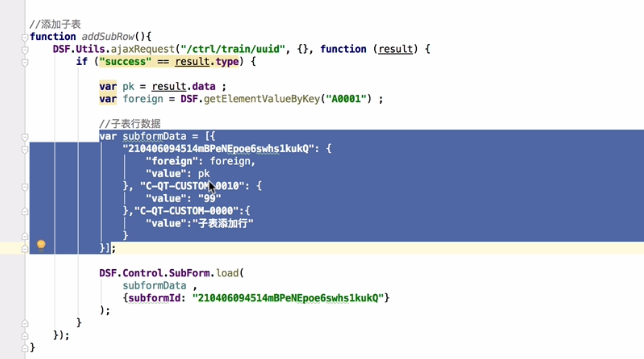 //添加子表
function addSubRow(){
DSF.Utils.ajaxRequest("/ctrl/train/uuid", {}, function (result) {
if ("success" == result.type) {
var pk = result.data ;
var foreign = DSF.getElementValueByKey("A0001") ;
//子表行数据
var subformData = [{
"210406094514mBPeNEpoe6swhs1kukQ": {
"foreign": foreign,
"value": pk
}, "C-QT-CUSTOM-0010": {
"value": "99"
},"C-QT-CUSTOM-0000":{
"value":"子表添加行"
}
}];
DSF.Control.SubForm.load(
subformData ,
{subformId: "210406094514mBPeNEpoe6swhs1kukQ"}
);
}
});
}